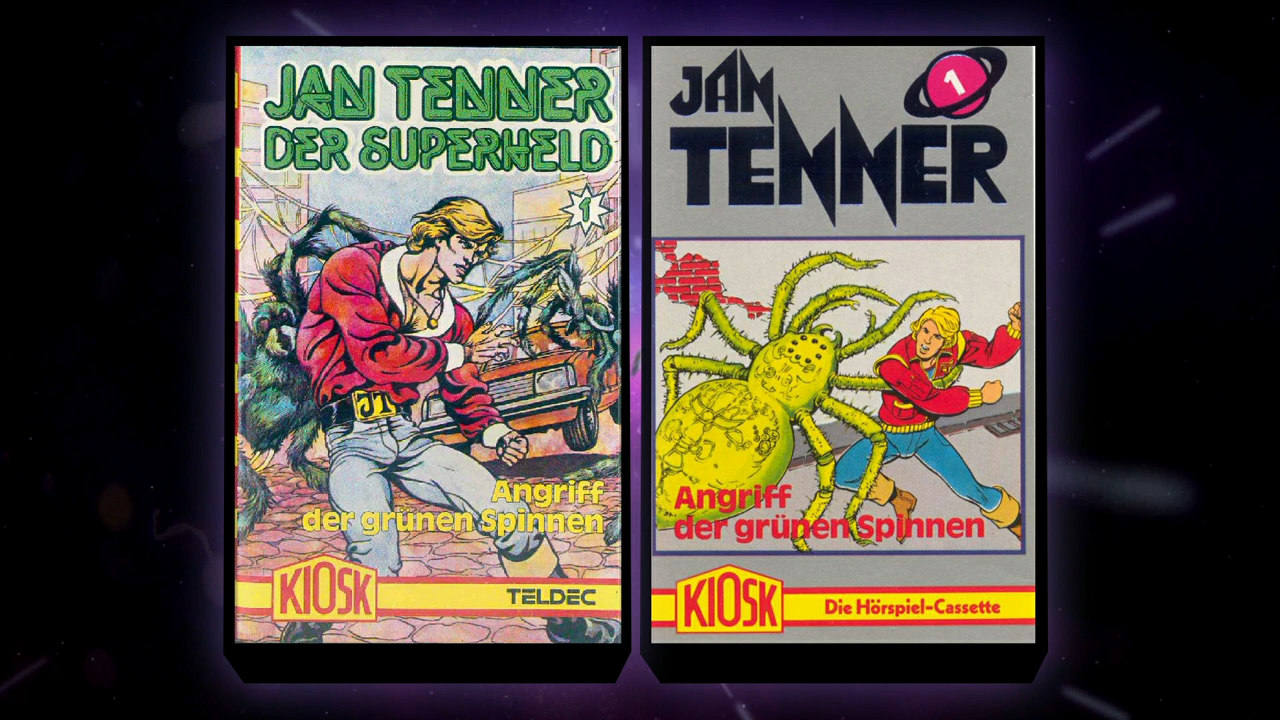 JAN TENNER
DER SUPERHELD
1
JT
Angriff
der grünen Spinnen
KIOSK
TELDEC
JAN
TENNER
1
Angriff
der grünen Spinnen
KIOSK
Die Hörspiel-Cassette